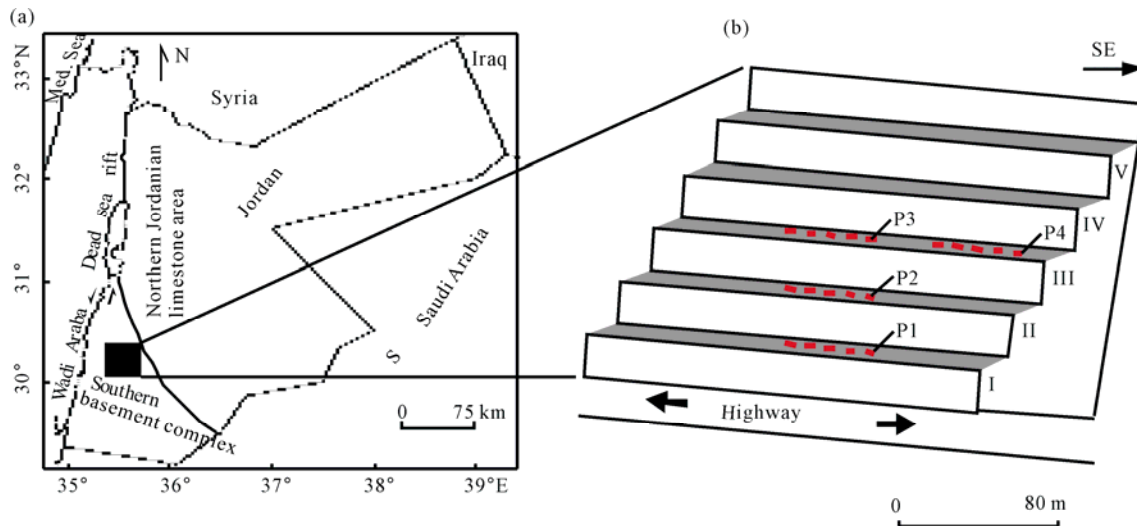 (a)
(b)
33°N
32°
31°
30°
35°
36°
37°
38°
39°E
Med. Sea
N
Syria
Iraq
Dead sea rift
Northern Jordanian
limestone area
Jordan
Saudi Arabia
Wadi Araba
S
Southern
basement complex
0 75 km
SE
V
IV
P3
P4
III
P2
II
P1
I
Highway
0 80 m